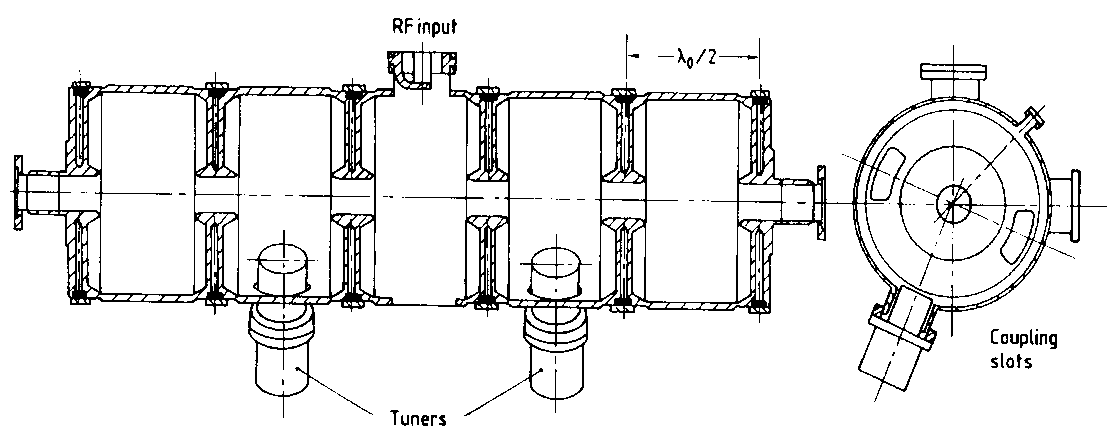 RF input
λ₀/2
Coupling
slots
Tuners